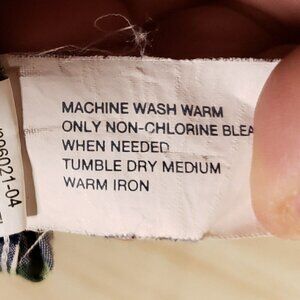 MACHINE WASH WARM
ONLY NON-CHLORINE BLEA
WHEN NEEDED
TUMBLE DRY MEDIUM
WARM IRON